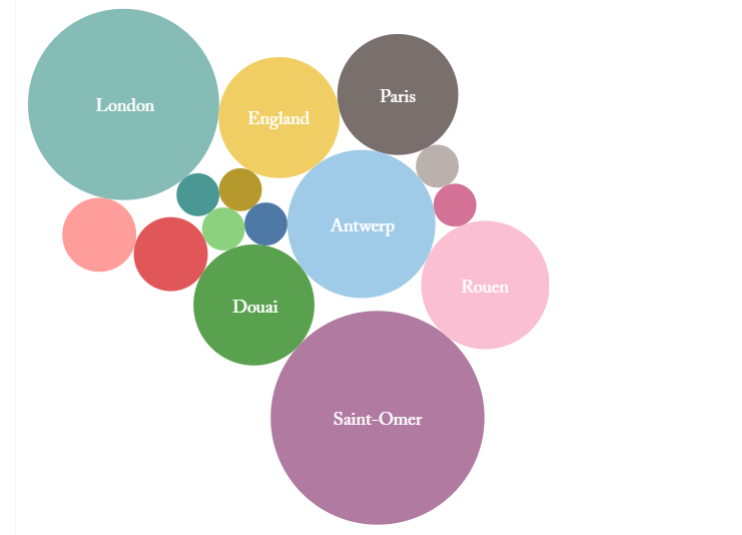 London
England
Paris
Antwerp
Rouen
Douai
Saint-Omer